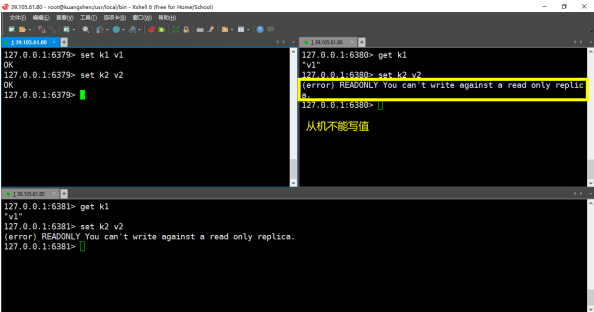 39.105.61.80 - root@kuangshen:/usr/local/bin - Xshell 6 (Free for Home/School)
文件(F) 编辑(E) 查看(V) 工具(T) 选项卡(B) 窗口(W) 帮助(H)
1 39.105.61.80
127.0.0.1:6379> set k1 v1
OK
127.0.0.1:6379> set k2 v2
OK
127.0.0.1:6379>
1 39.105.61.80
127.0.0.1:6380> get k1
"v1"
127.0.0.1:6380> set k2 v2
(error) READONLY You can't write against a read only replic
a.
127.0.0.1:6380>
从机不能写值
1 39.105.61.80
127.0.0.1:6381> get k1
"v1"
127.0.0.1:6381> set k2 v2
(error) READONLY You can't write against a read only replica.
127.0.0.1:6381>